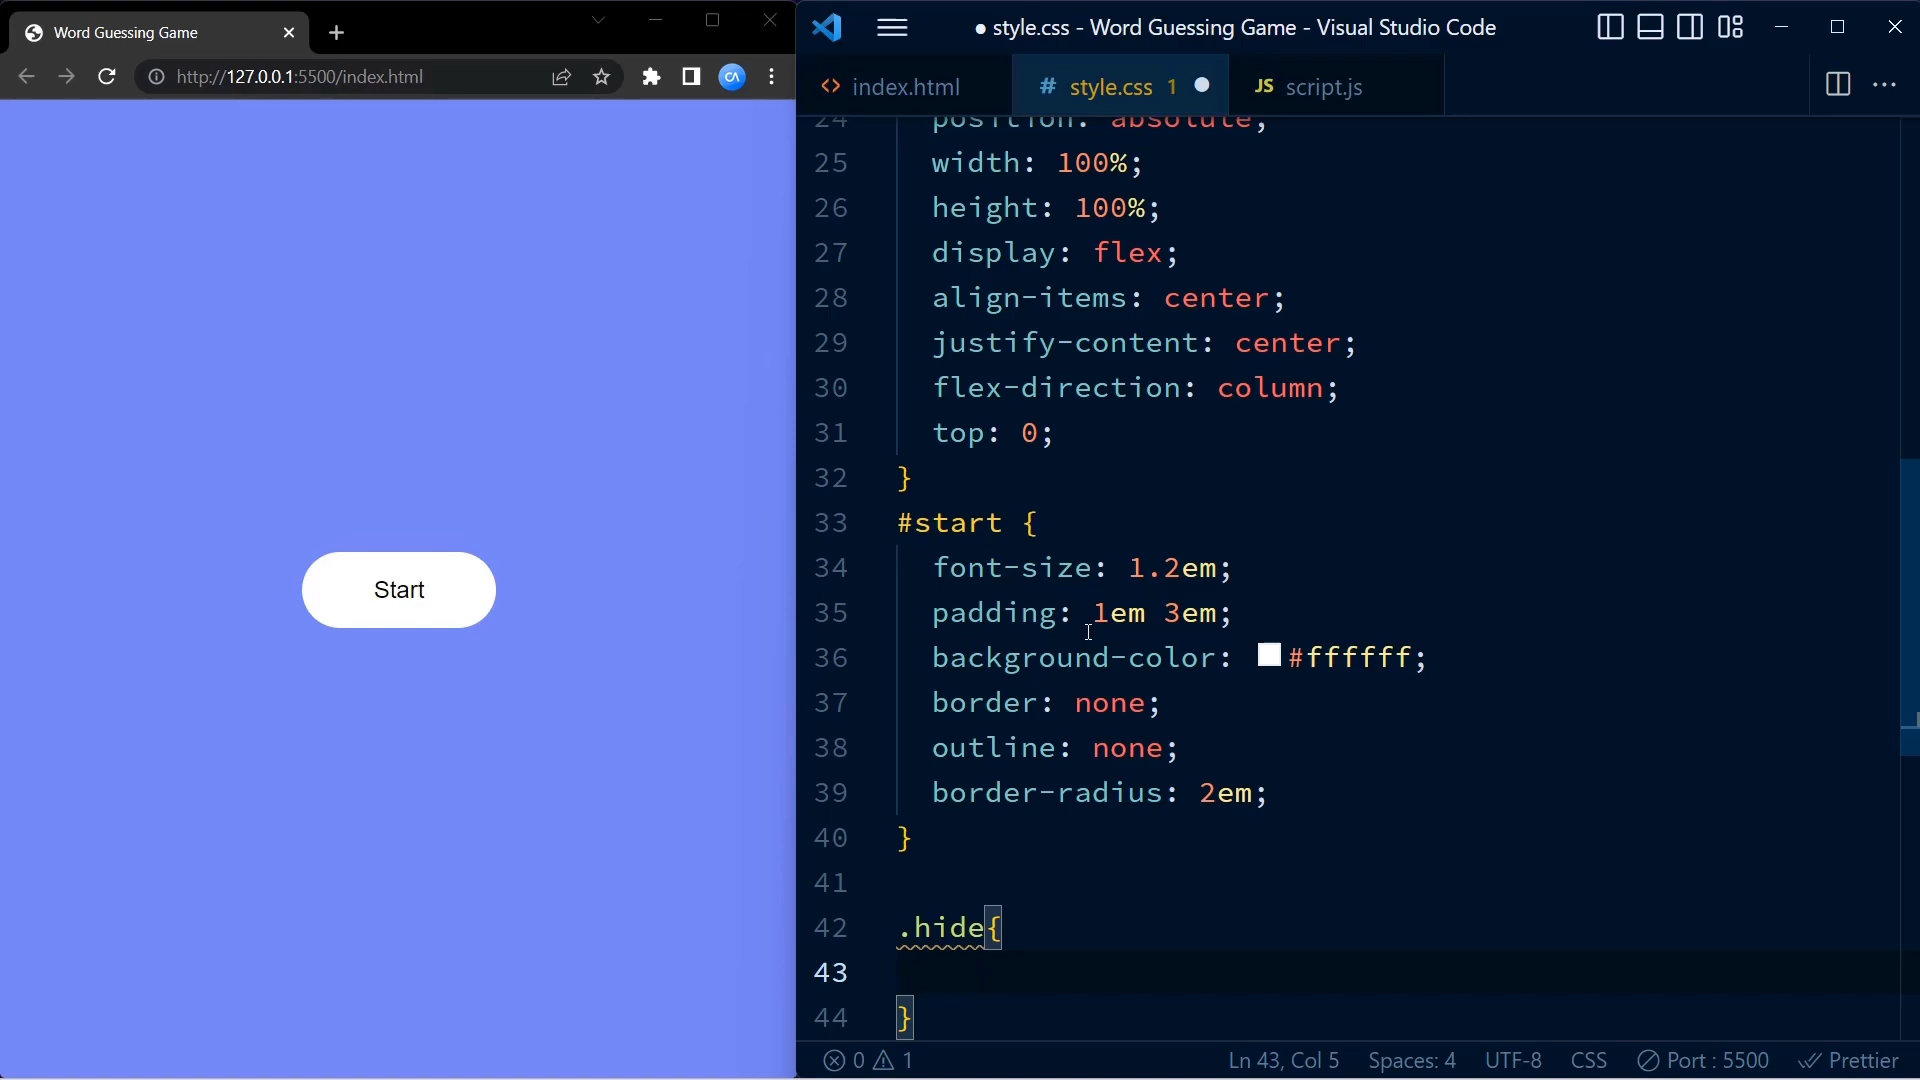 Word Guessing Game
http://127.0.0.1:5500/index.html
CA
Start
● style.css - Word Guessing Game - Visual Studio Code
<> index.html
# style.css 1
JS script.js
24 position: absolute;
25 width: 100%;
26 height: 100%;
27 display: flex;
28 align-items: center;
29 justify-content: center;
30 flex-direction: column;
31 top: 0;
32 }
33 #start {
34 font-size: 1.2em;
35 padding: 1em 3em;
36 background-color: #ffffff;
37 border: none;
38 outline: none;
39 border-radius: 2em;
40 }
41
42 .hide{
43
44 }
0 1 Ln 43, Col 5 Spaces: 4 UTF-8 CSS Port : 5500 Prettier